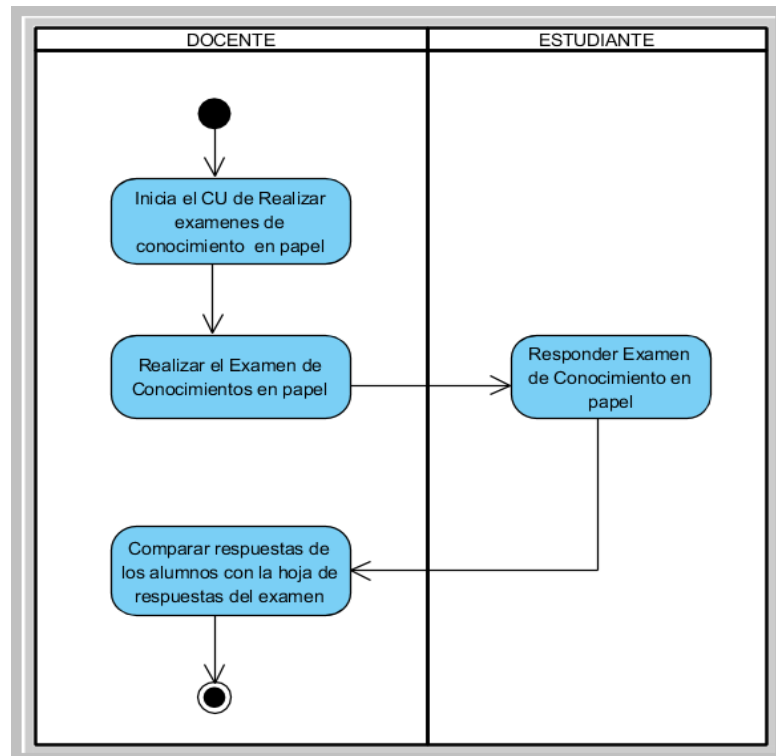 DOCENTE
ESTUDIANTE
Inicia el CU de Realizar
examenes de
conocimiento en papel
Realizar el Examen de
Conocimientos en papel
Responder Examen
de Conocimiento en
papel
Comparar respuestas de
los alumnos con la hoja de
respuestas del examen